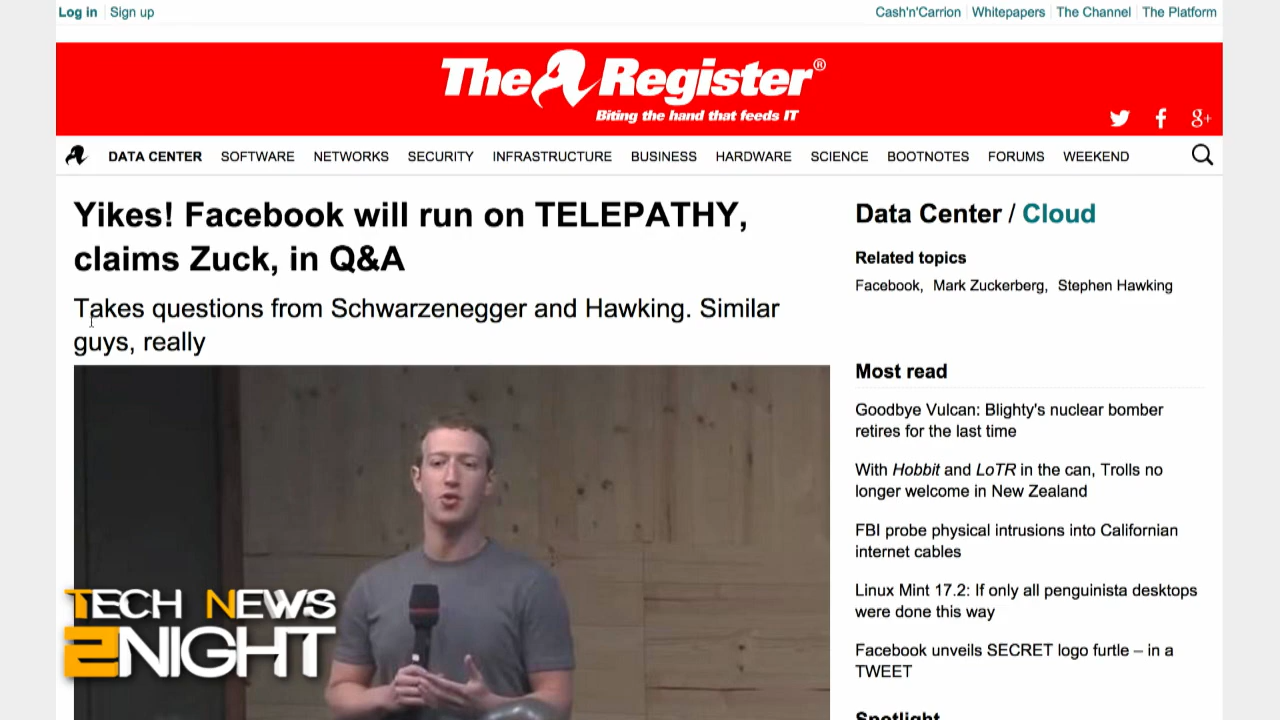 Log in Sign up Cash'n'Carrion Whitepapers The Channel The Platform
The Register®
Biting the hand that feeds IT
g+
DATA CENTER SOFTWARE NETWORKS SECURITY INFRASTRUCTURE BUSINESS HARDWARE SCIENCE BOOTNOTES FORUMS WEEKEND
Yikes! Facebook will run on TELEPATHY,
claims Zuck, in Q&A
Takes questions from Schwarzenegger and Hawking. Similar
guys, really
Data Center / Cloud
Related topics
Facebook, Mark Zuckerberg, Stephen Hawking
Most read
Goodbye Vulcan: Blighty's nuclear bomber
retires for the last time
With Hobbit and LoTR in the can, Trolls no
longer welcome in New Zealand
FBI probe physical intrusions into Californian
internet cables
Linux Mint 17.2: If only all penguinista desktops
were done this way
Facebook unveils SECRET logo furtle – in a
TWEET
Spotlight
TECH NEWS
2NIGHT